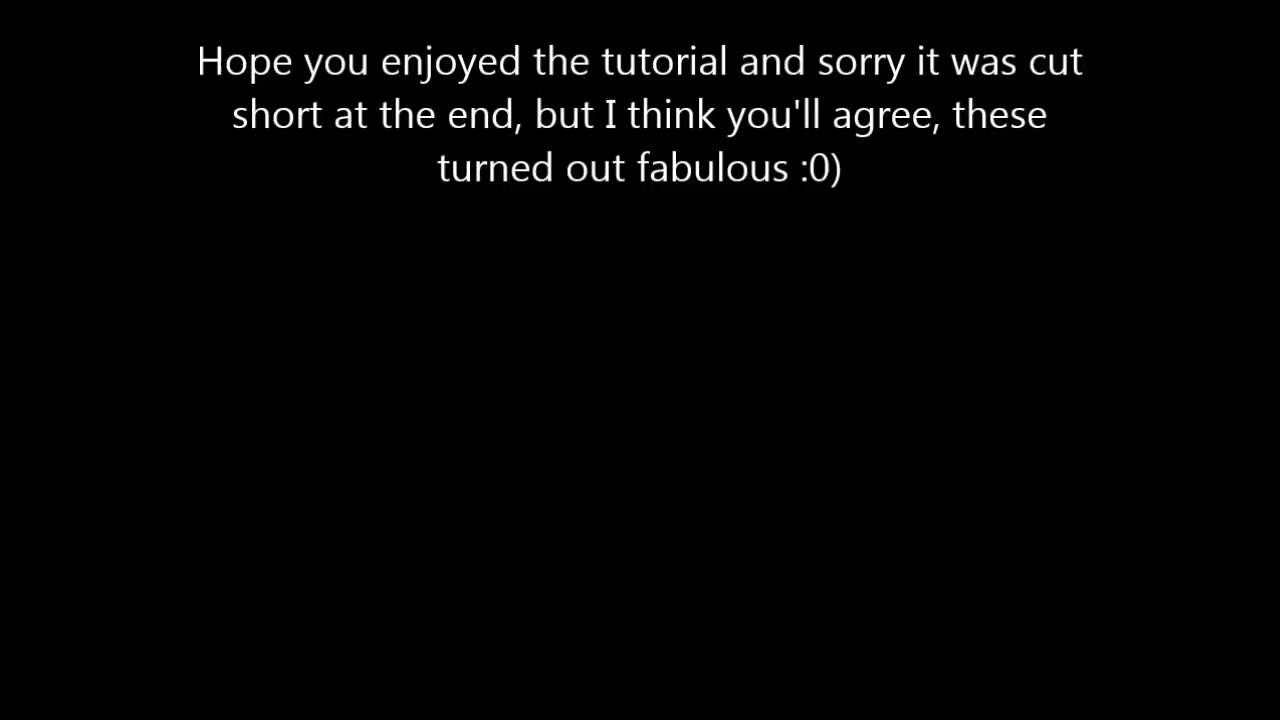 Hope you enjoyed the tutorial and sorry it was cut
short at the end, but I think you'll agree, these
turned out fabulous :0)